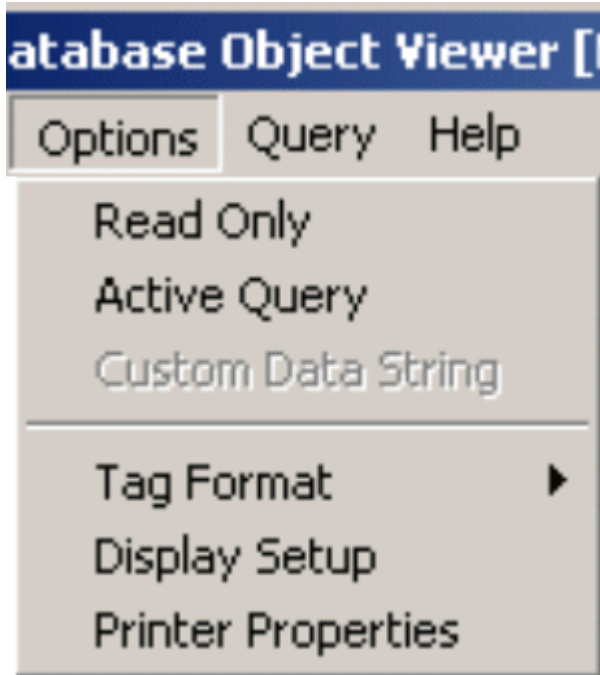 atabase Object Viewer [
Options Query Help
Read Only
Active Query
Custom Data String
Tag Format
Display Setup
Printer Properties